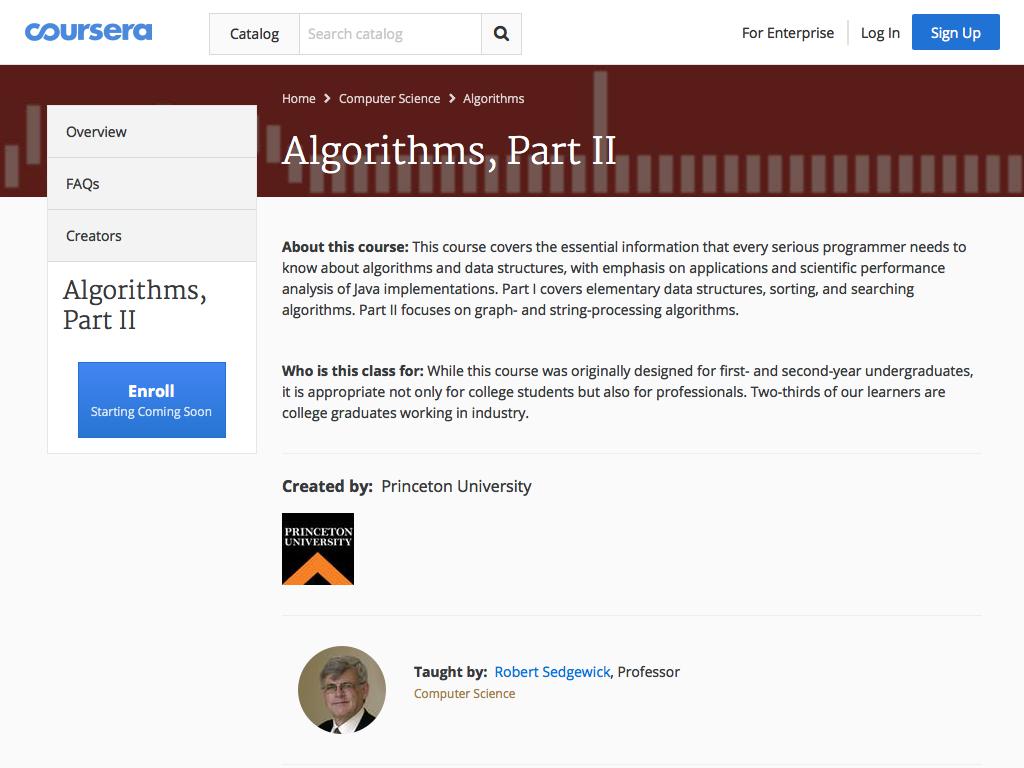 coursera
Catalog
Search catalog
For Enterprise
Log In
Sign Up
Home
Computer Science
Algorithms
Algorithms, Part II
Overview
FAQs
Creators
Algorithms,
Part II
Enroll
Starting Coming Soon
About this course: This course covers the essential information that every serious programmer needs to
know about algorithms and data structures, with emphasis on applications and scientific performance
analysis of Java implementations. Part I covers elementary data structures, sorting, and searching
algorithms. Part II focuses on graph- and string-processing algorithms.
Who is this class for: While this course was originally designed for first- and second-year undergraduates,
it is appropriate not only for college students but also for professionals. Two-thirds of our learners are
college graduates working in industry.
Created by: Princeton University
PRINCETON
UNIVERSITY
Taught by: Robert Sedgewick, Professor
Computer Science